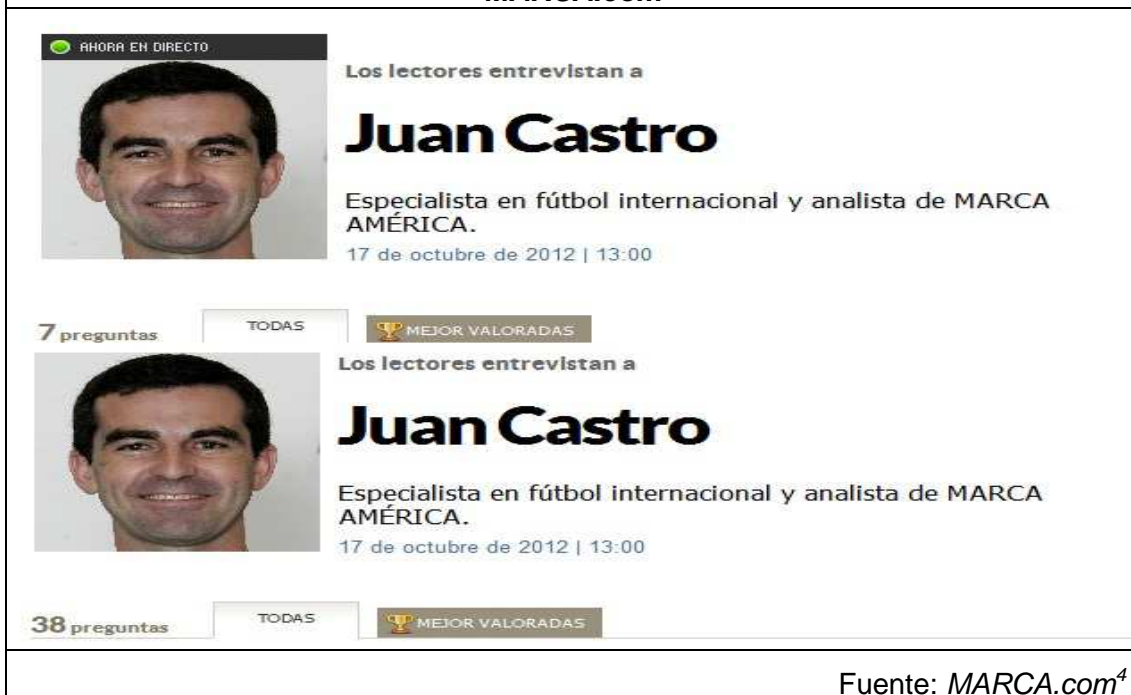 MARCA.com
AHORA EN DIRECTO
Los lectores entrevistan a
Juan Castro
Especialista en fútbol internacional y analista de MARCA
AMÉRICA.
17 de octubre de 2012 | 13:00
7 preguntas TODAS MEJOR VALORADAS
Los lectores entrevistan a
Juan Castro
Especialista en fútbol internacional y analista de MARCA
AMÉRICA.
17 de octubre de 2012 | 13:00
38 preguntas TODAS MEJOR VALORADAS
Fuente: MARCA.com4